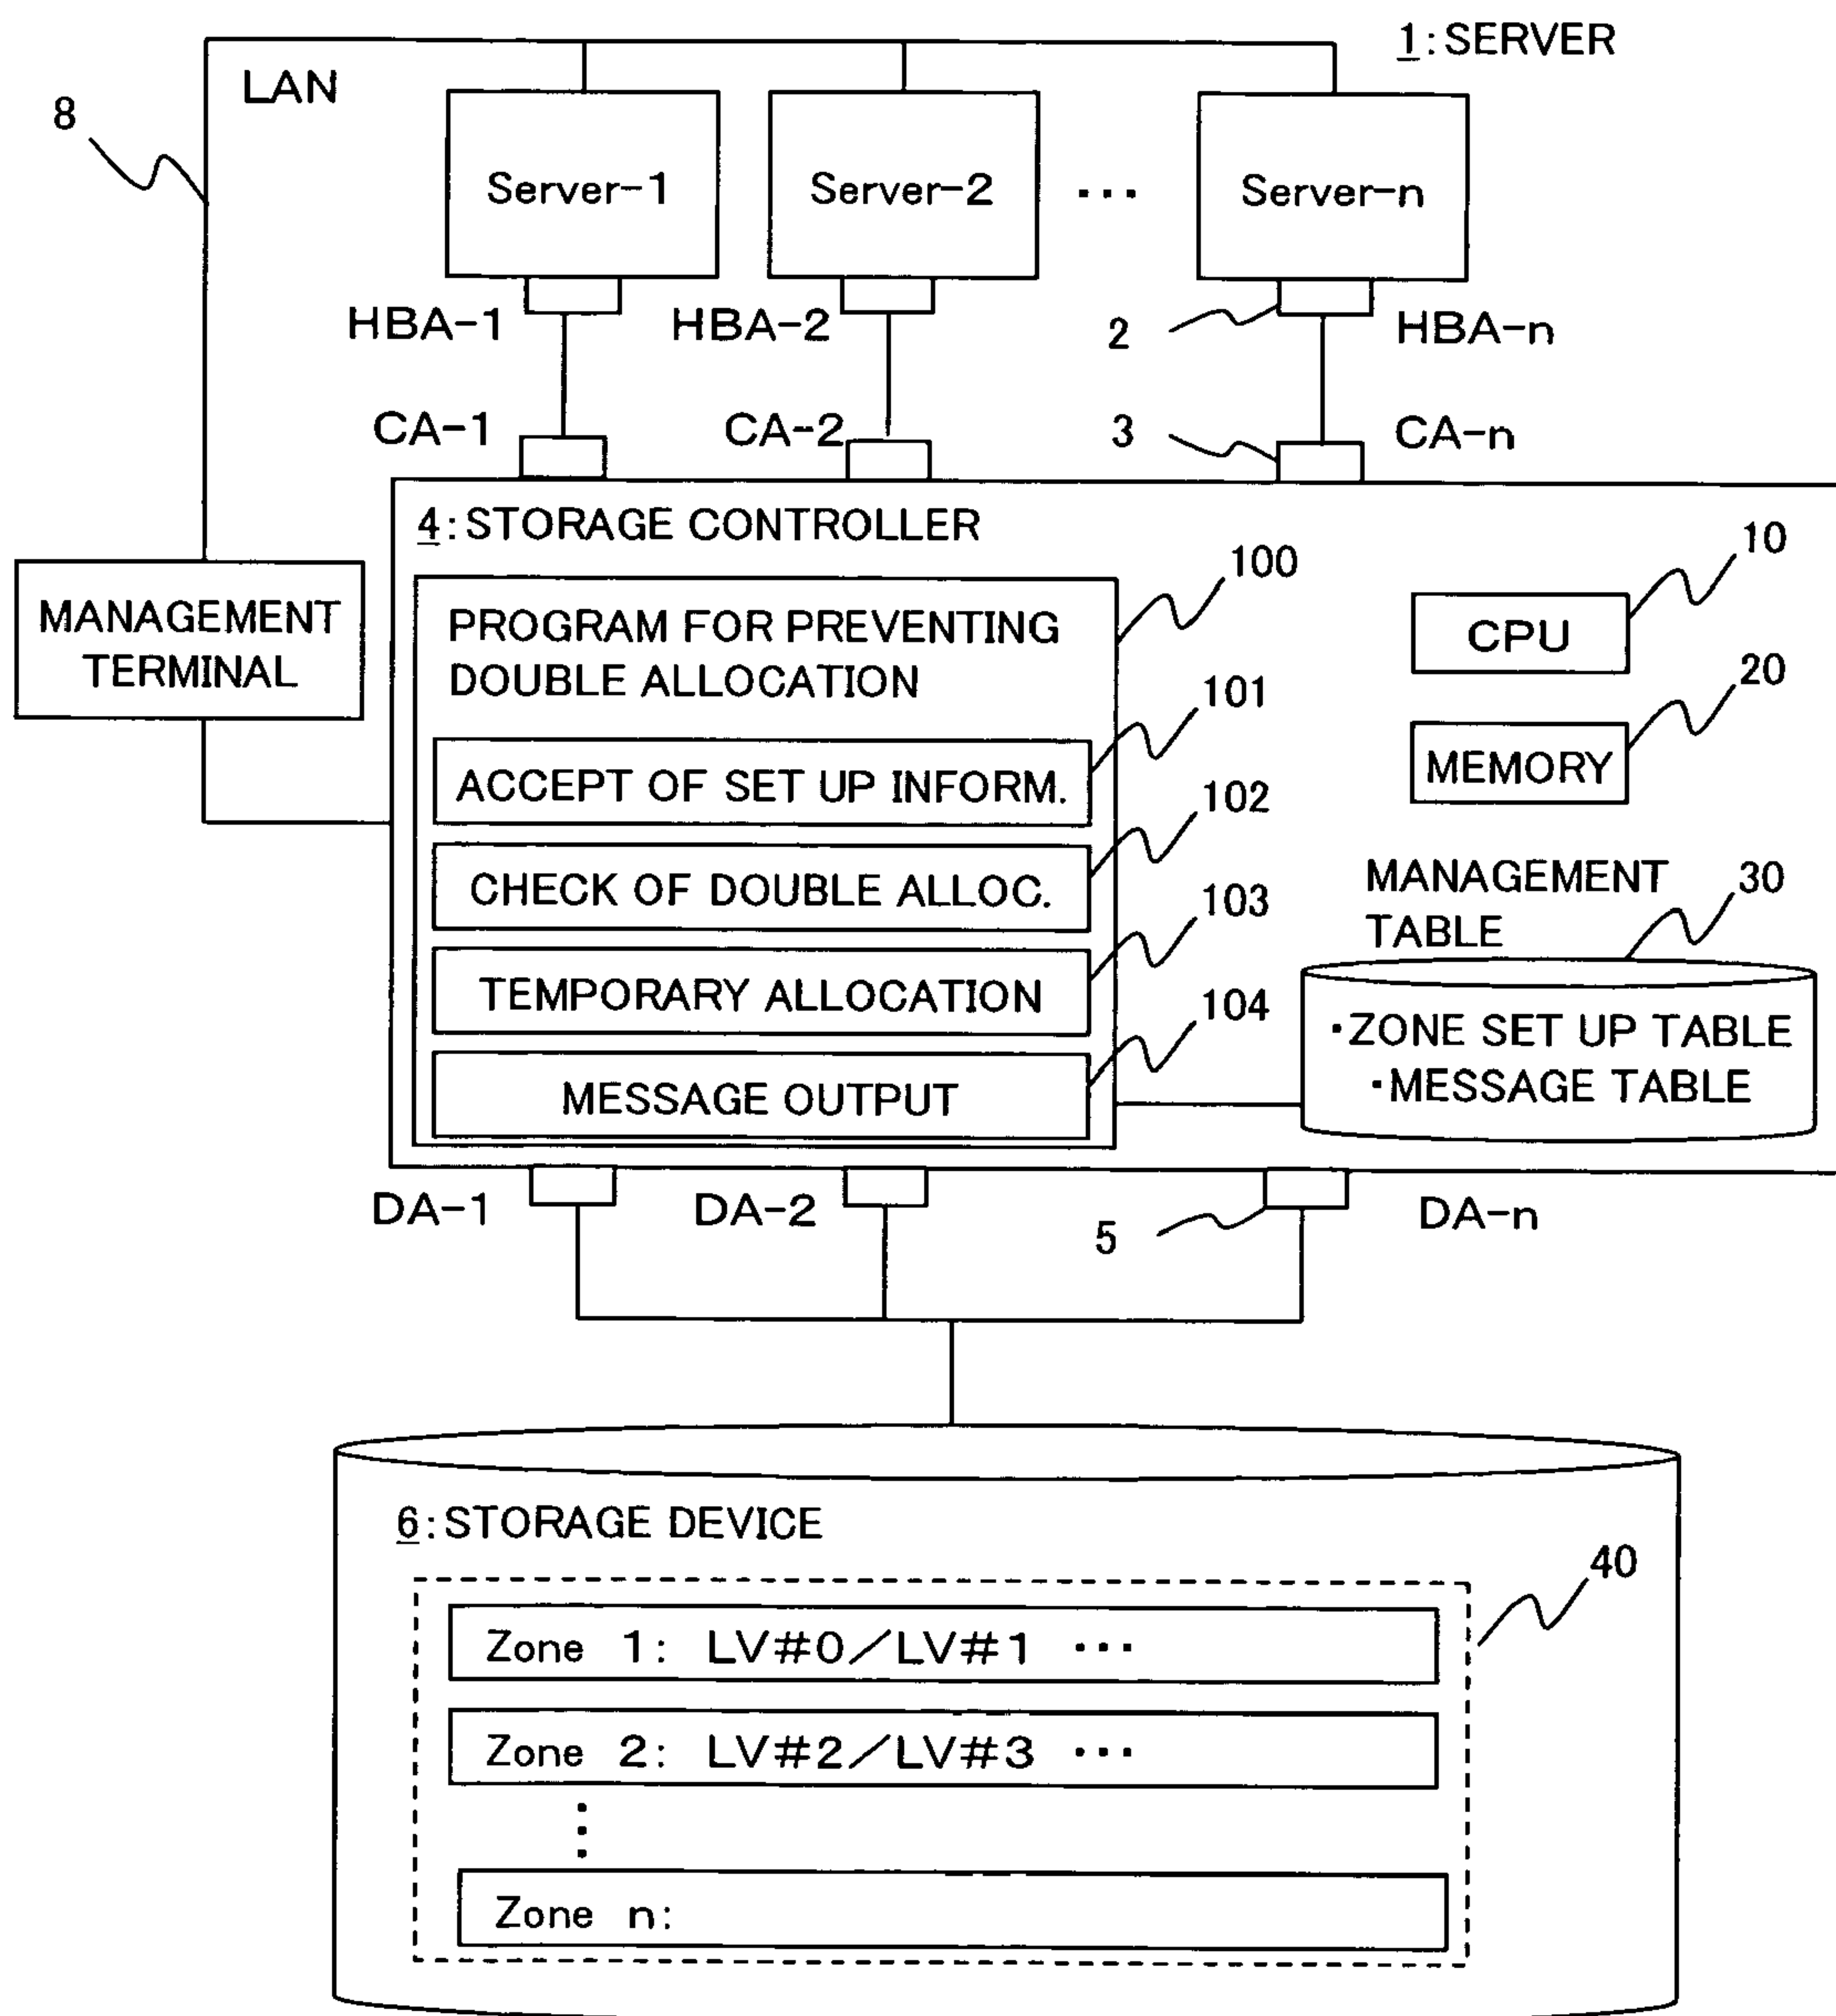 1:SERVER
LAN
8
Server-1
Server-2
...
Server-n
HBA-1
HBA-2
2
HBA-n
CA-1
CA-2
3
CA-n
4:STORAGE CONTROLLER
100
10
MANAGEMENT
TERMINAL
PROGRAM FOR PREVENTING
DOUBLE ALLOCATION
CPU
101
20
ACCEPT OF SET UP INFORM.
MEMORY
102
CHECK OF DOUBLE ALLOC.
MANAGEMENT
TABLE
30
103
TEMPORARY ALLOCATION
104
・ZONE SET UP TABLE
・MESSAGE TABLE
MESSAGE OUTPUT
DA-1
DA-2
5
DA-n
6:STORAGE DEVICE
40
Zone 1: LV#0/LV#1 ...
Zone 2: LV#2/LV#3 ...
Zone n: